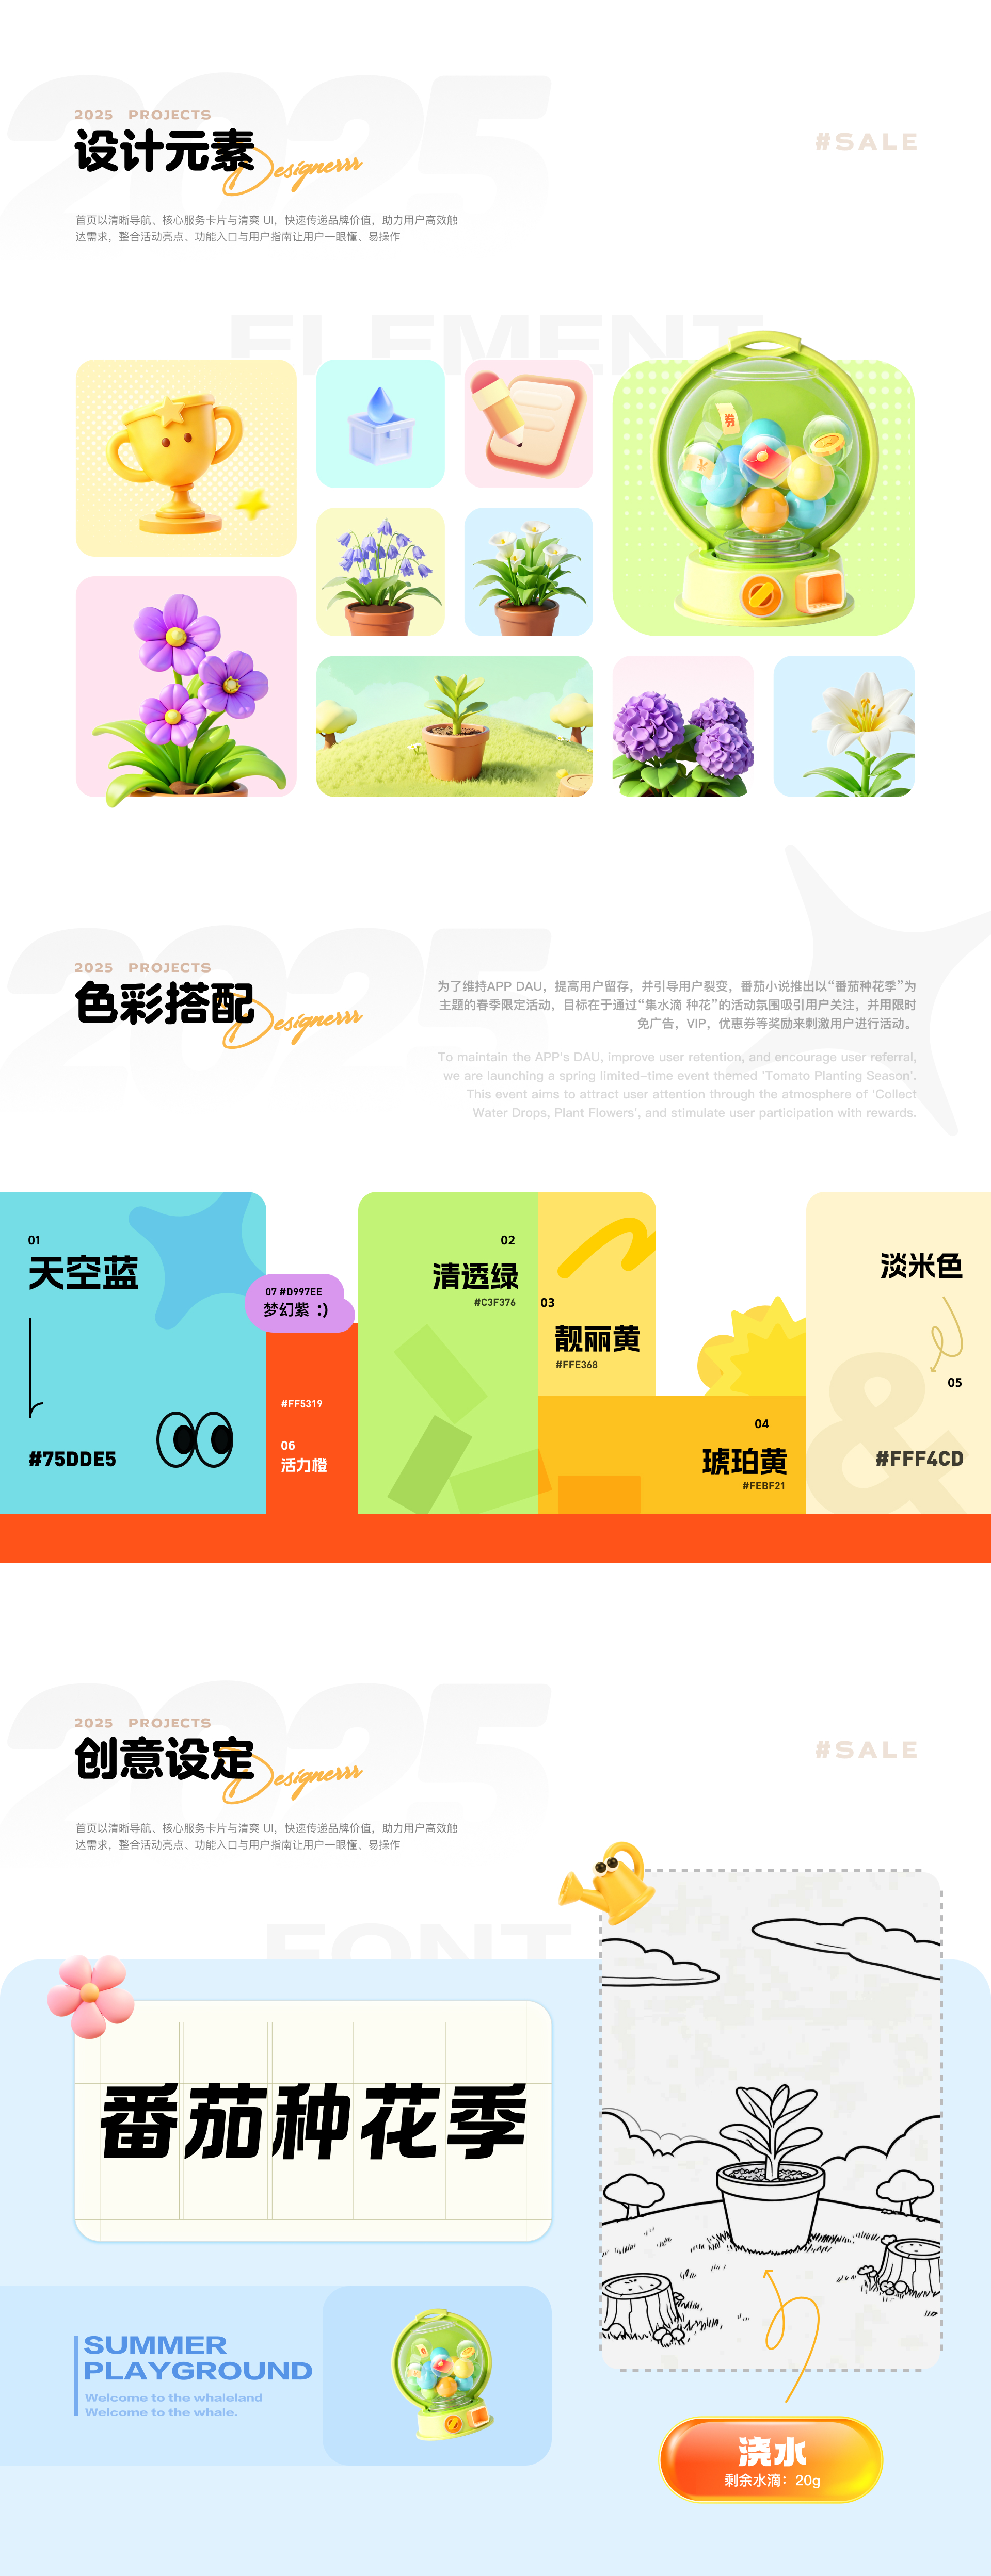 2025
2025 PROJECTS
设计元素
Designerrr
#SALE
首页以清晰导航、核心服务卡片与清爽 UI，快速传递品牌价值，助力用户高效触
达需求，整合活动亮点、功能入口与用户指南让用户一眼懂、易操作
ELEMENT
券
2025
2025 PROJECTS
色彩搭配
Designerrr
为了维持APP DAU，提高用户留存，并引导用户裂变，番茄小说推出以“番茄种花季”为
主题的春季限定活动，目标在于通过“集水滴 种花”的活动氛围吸引用户关注，并用限时
免广告，VIP，优惠券等奖励来刺激用户进行活动。
To maintain the APP's DAU, improve user retention, and encourage user referral,
we are launching a spring limited-time event themed 'Tomato Planting Season'.
This event aims to attract user attention through the atmosphere of 'Collect
Water Drops, Plant Flowers', and stimulate user participation with rewards.
01
天空蓝
#75DDE5
07 #D997EE
梦幻紫 :)
#FF5319
06
活力橙
02
清透绿
#C3F376
03
靓丽黄
#FFE368
04
琥珀黄
#FEBF21
淡米色
05
#FFF4CD
&
2025
2025 PROJECTS
创意设定
Designerrr
#SALE
首页以清晰导航、核心服务卡片与清爽 UI，快速传递品牌价值，助力用户高效触
达需求，整合活动亮点、功能入口与用户指南让用户一眼懂、易操作
FONT
番茄种花季
SUMMER
PLAYGROUND
Welcome to the whaleland
Welcome to the whale.
浇水
剩余水滴：20g